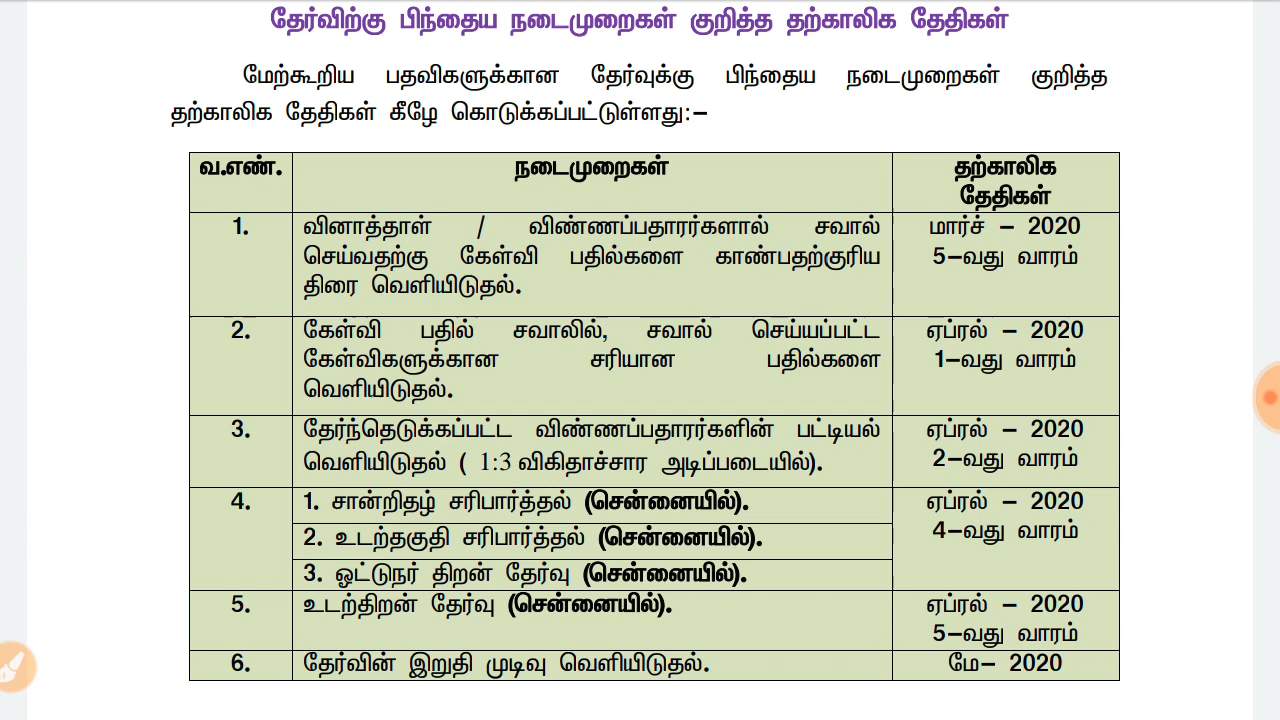 தேர்விற்கு பிந்தைய நடைமுறைகள் குறித்த தற்காலிக தேதிகள்
மேற்கூறிய பதவிகளுக்கான தேர்வுக்கு பிந்தைய நடைமுறைகள் குறித்த
தற்காலிக தேதிகள் கீழே கொடுக்கப்பட்டுள்ளது:–
வ.எண். நடைமுறைகள் தற்காலிக
தேதிகள்
1. வினாத்தாள் / விண்ணப்பதாரர்களால் சவால் மார்ச் – 2020
செய்வதற்கு கேள்வி பதில்களை காண்பதற்குரிய 5–வது வாரம்
திரை வெளியிடுதல்.
2. கேள்வி பதில் சவாலில், சவால் செய்யப்பட்ட ஏப்ரல் – 2020
கேள்விகளுக்கான சரியான பதில்களை 1–வது வாரம்
வெளியிடுதல்.
3. தேர்ந்தெடுக்கப்பட்ட விண்ணப்பதாரர்களின் பட்டியல் ஏப்ரல் – 2020
வெளியிடுதல் ( 1:3 விகிதாச்சார அடிப்படையில்). 2–வது வாரம்
4. 1. சான்றிதழ் சரிபார்த்தல் (சென்னையில்). ஏப்ரல் – 2020
2. உடற்தகுதி சரிபார்த்தல் (சென்னையில்). 4–வது வாரம்
3. ஓட்டுநர் திறன் தேர்வு (சென்னையில்).
5. உடற்திறன் தேர்வு (சென்னையில்). ஏப்ரல் – 2020
5–வது வாரம்
6. தேர்வின் இறுதி முடிவு வெளியிடுதல். மே– 2020